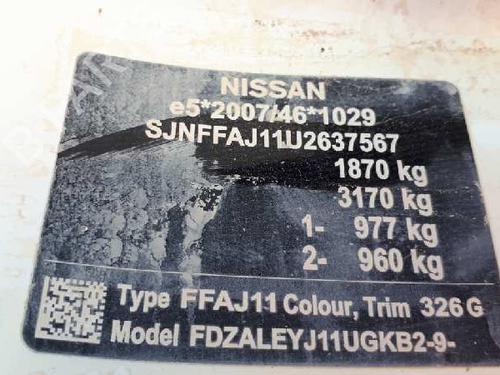 NISSAN
e5*2007/46*1029
SJNFFAJ11U2637567
1870 kg
3170 kg
1- 977 kg
2- 960 kg
Type FFAJ11 Colour, Trim 326 G
Model FDZALEYJ11UGKB2-9-